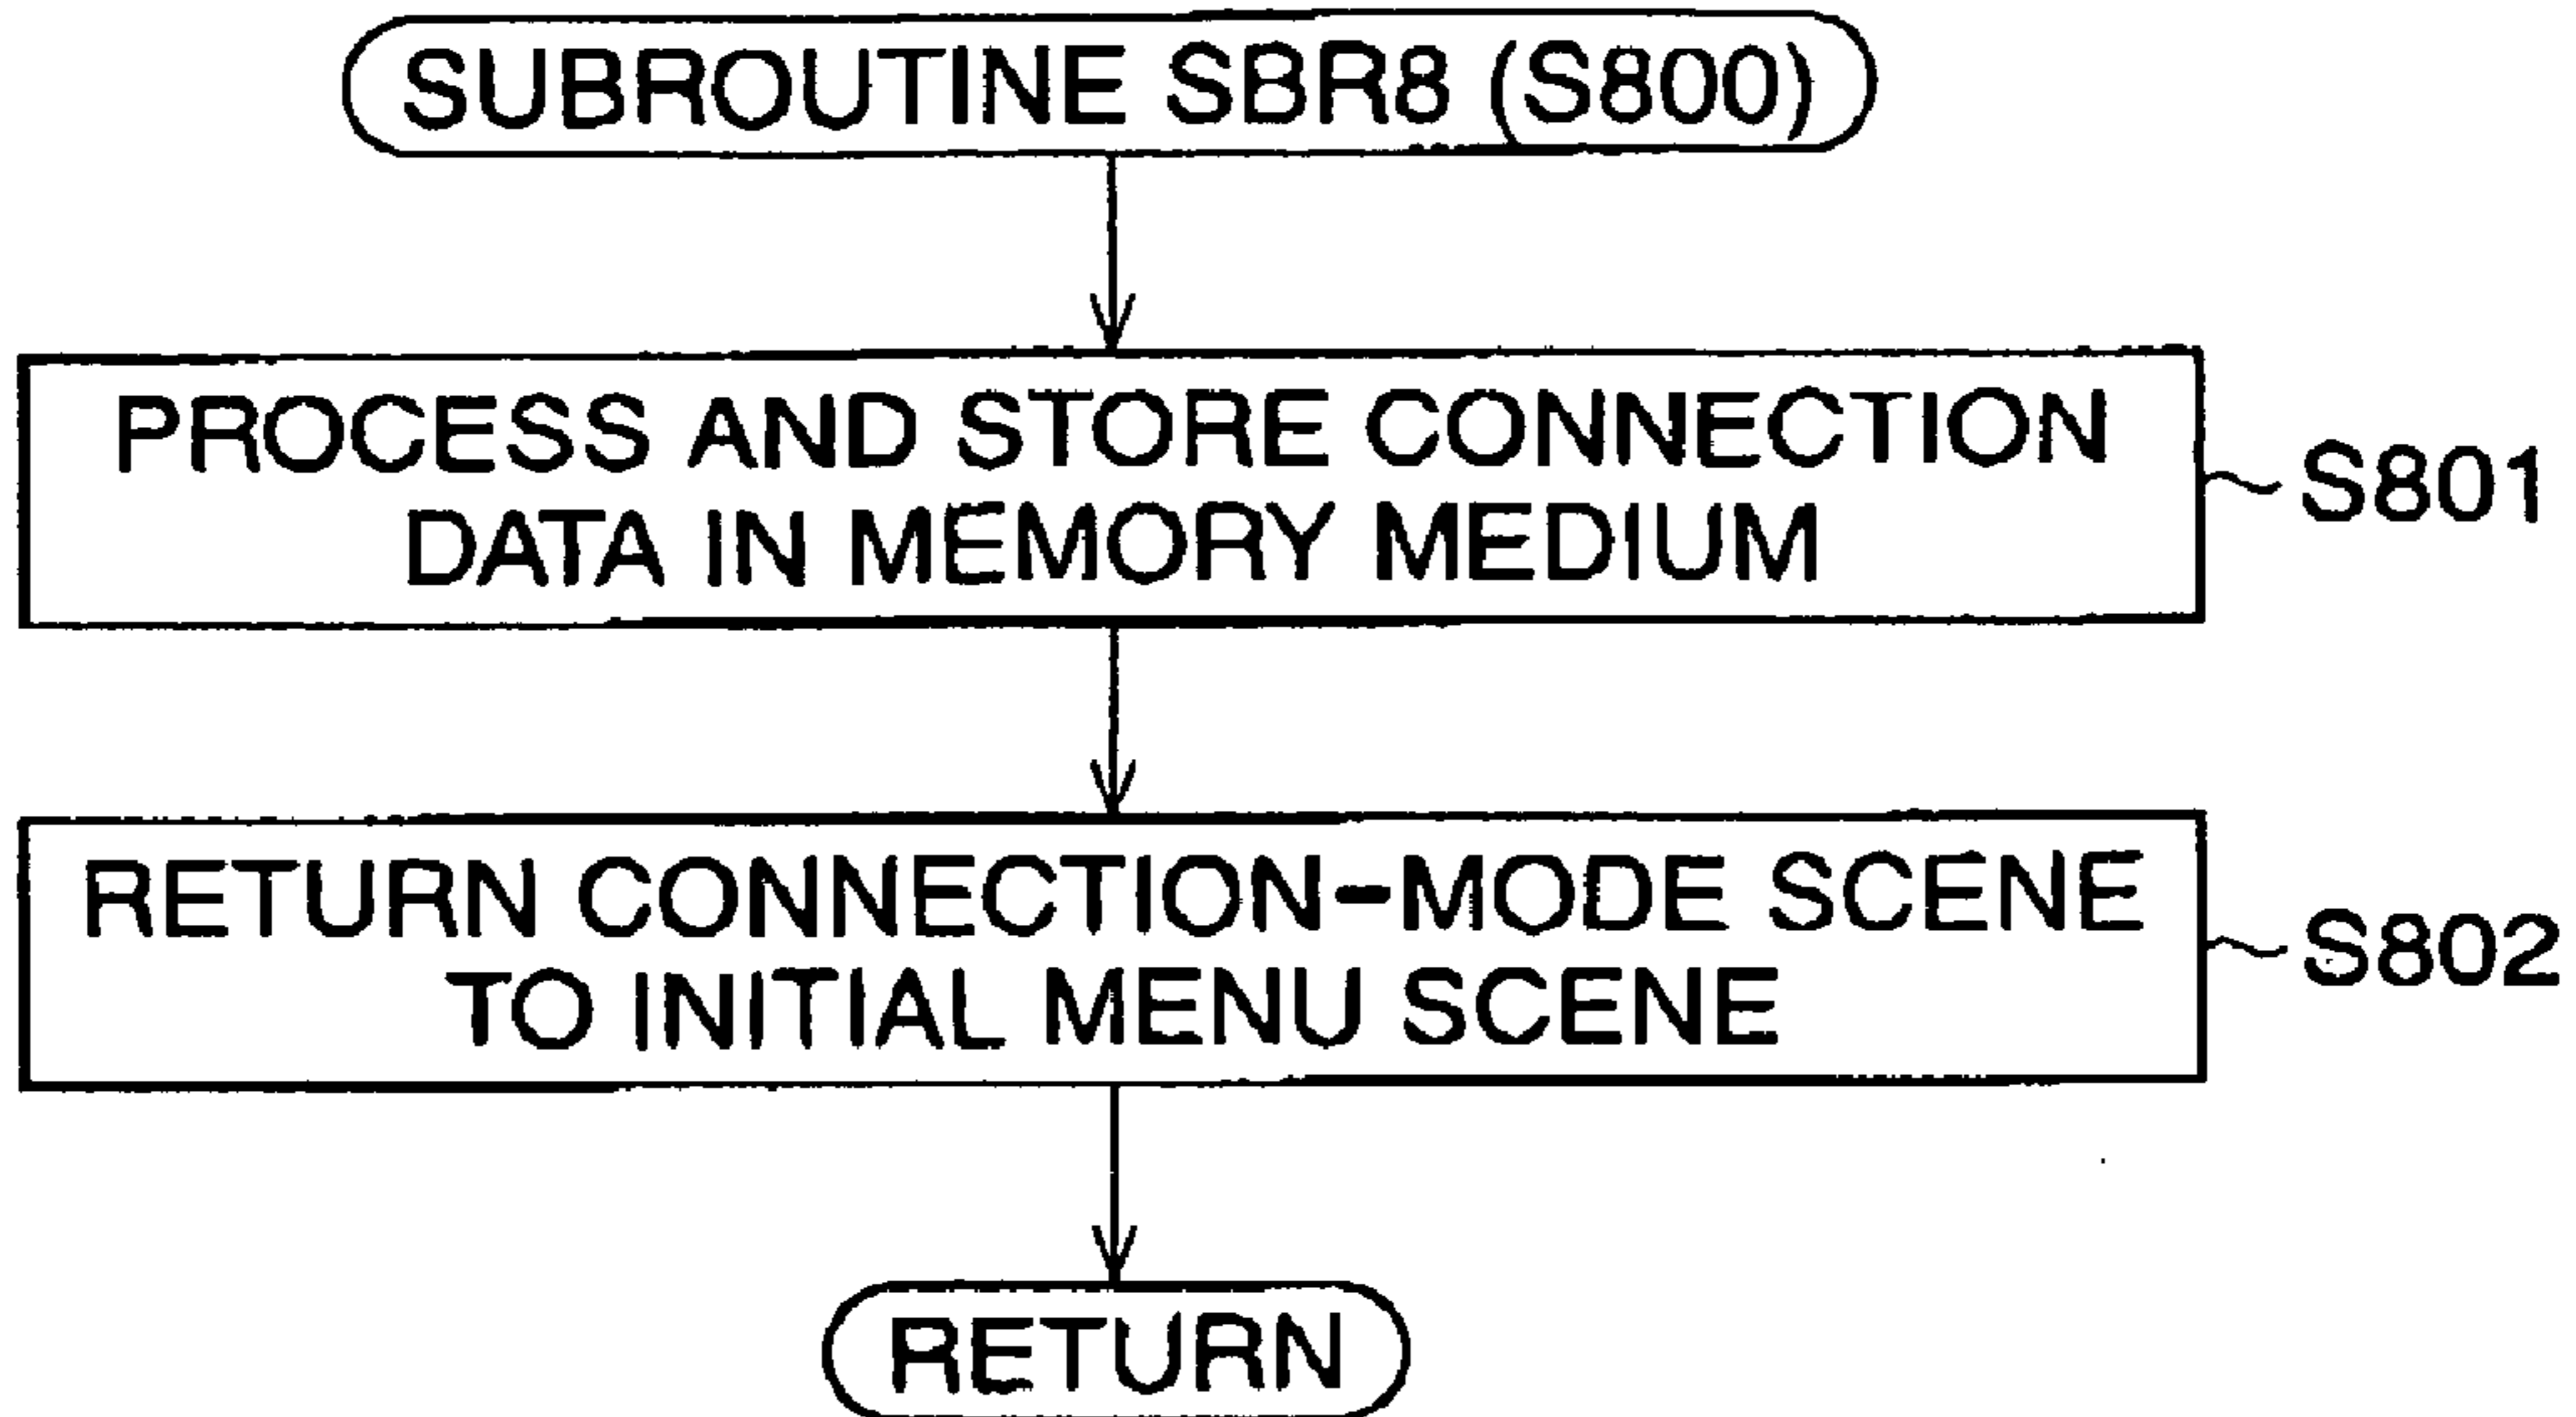 SUBROUTINE SBR8 (S800)
PROCESS AND STORE CONNECTION
DATA IN MEMORY MEDIUM
S801
RETURN CONNECTION-MODE SCENE
TO INITIAL MENU SCENE
S802
RETURN